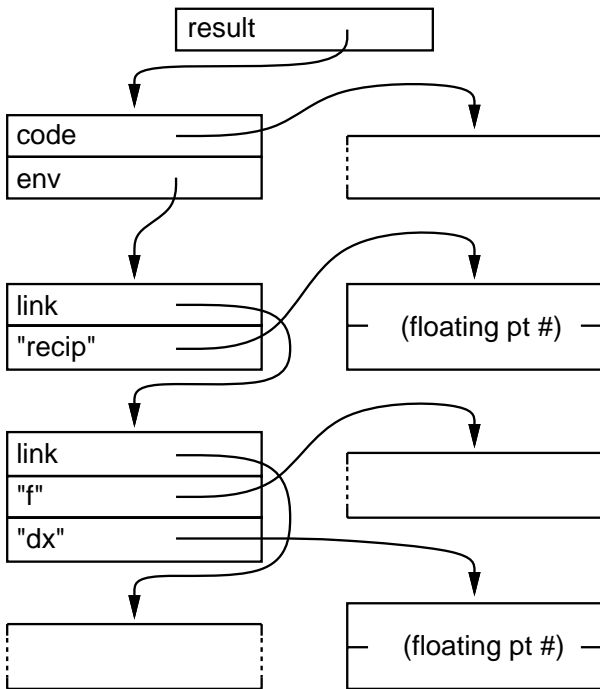 result
code
env
link
"recip"
(floating pt #)
link
"f"
"dx"
(floating pt #)